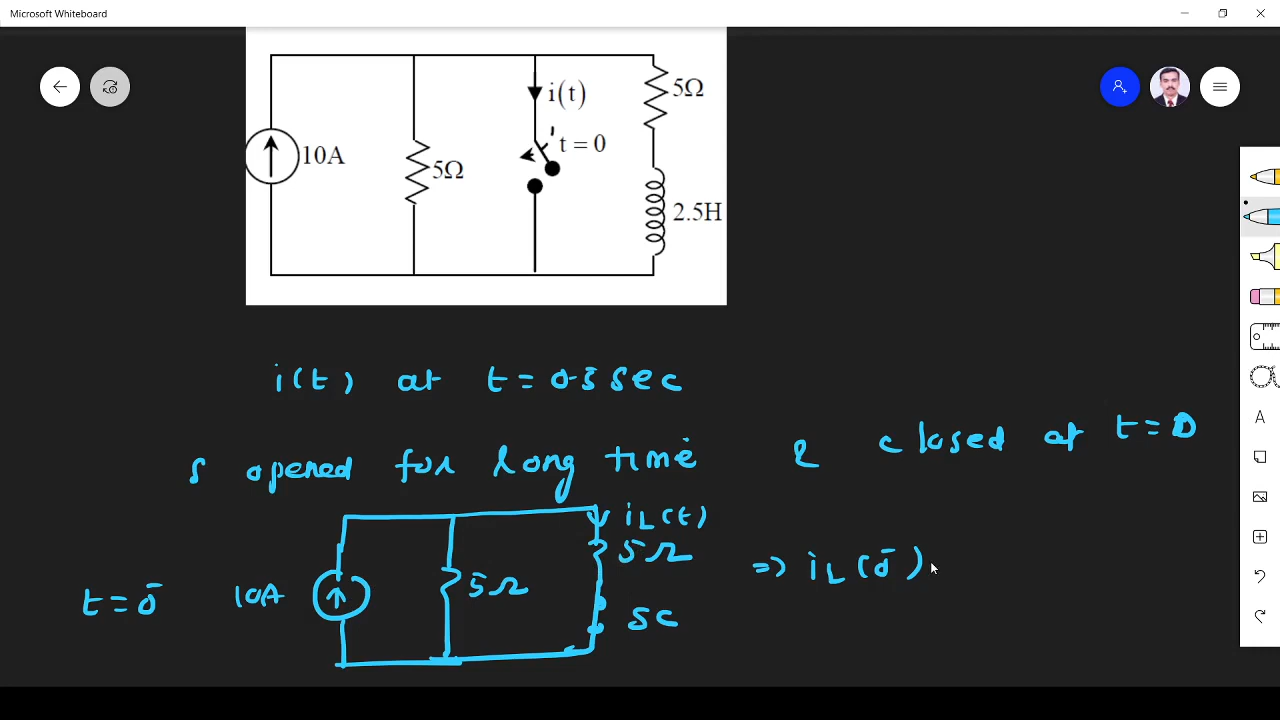 Microsoft Whiteboard
10A
5Ω
i(t)
t = 0
5Ω
2.5H
i(t) at t = 0.5 sec
S opened for long time & closed at t = 0
t = 0⁻
10A
5Ω
iL(t)
5Ω
SC
⇒ iL(0⁻)
A